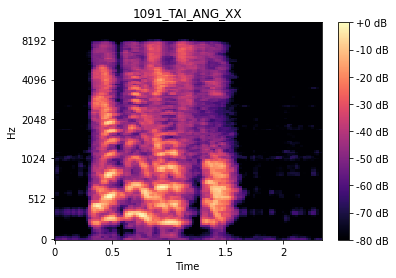 1091_TAI_ANG_XX
8192
4096
2048
1024
512
0
Hz
0
0.5
1
1.5
2
Time
+0 dB
-10 dB
-20 dB
-30 dB
-40 dB
-50 dB
-60 dB
-70 dB
-80 dB